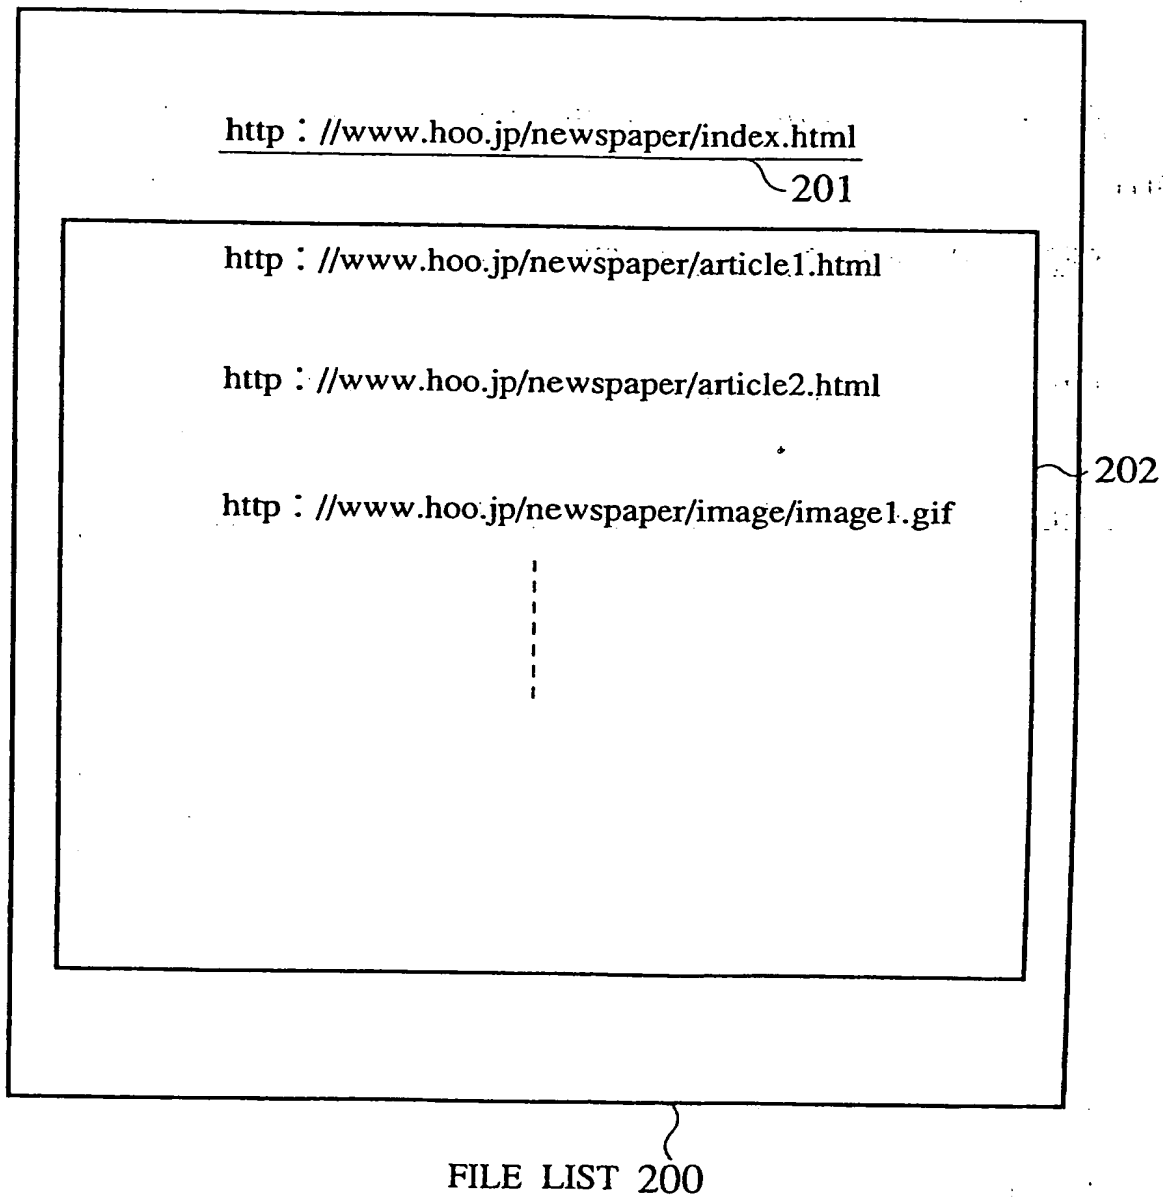 http : //www.hoo.jp/newspaper/index.html
201
http : //www.hoo.jp/newspaper/article1.html
http : //www.hoo.jp/newspaper/article2.html
202
http : //www.hoo.jp/newspaper/image/image1.gif
FILE LIST 200